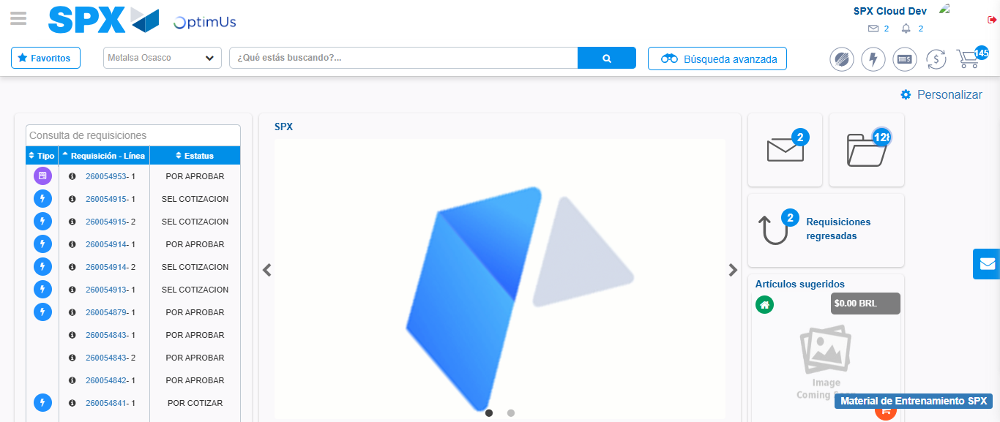 SPX
OptimUs
SPX Cloud Dev
2
2
Favoritos
Metalsa Osasco
¿Qué estás buscando?...
Búsqueda avanzada
$
145
Personalizar
Consulta de requisiciones
Tipo
Requisición - Línea
Estatus
260054953- 1 POR APROBAR
260054915- 1 SEL COTIZACION
260054915- 2 SEL COTIZACION
260054914- 1 POR APROBAR
260054914- 2 SEL COTIZACION
260054913- 1 SEL COTIZACION
260054879- 1 POR APROBAR
260054843- 1 POR APROBAR
260054843- 2 POR APROBAR
260054842- 1 POR APROBAR
260054841- 1 POR COTIZAR
SPX
2
2
Requisiciones
regresadas
Artículos sugeridos
$0.00 BRL
Image
Coming
Material de Entrenamiento SPX